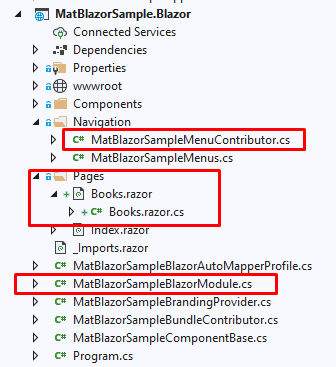 MatBlazorSample.Blazor
Connected Services
Dependencies
Properties
wwwroot
Components
Navigation
C# MatBlazorSampleMenuContributor.cs
C# MatBlazorSampleMenus.cs
Pages
Books.razor
C# Books.razor.cs
Index.razor
_Imports.razor
C# MatBlazorSampleBlazorAutoMapperProfile.cs
C# MatBlazorSampleBlazorModule.cs
C# MatBlazorSampleBrandingProvider.cs
C# MatBlazorSampleBundleContributor.cs
C# MatBlazorSampleComponentBase.cs
C# Program.cs